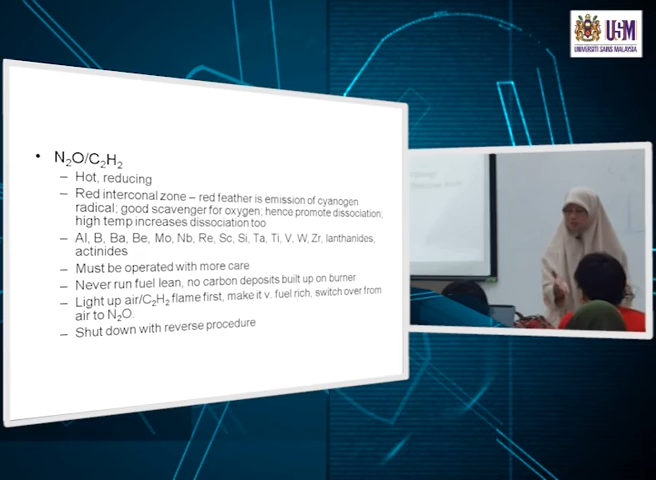 USM
UNIVERSITI SAINS MALAYSIA
• N₂O/C₂H₂
– Hot, reducing
– Red interconal zone – red feather is emission of cyanogen
radical; good scavenger for oxygen; hence promote dissociation;
high temp increases dissociation too
– Al, B, Ba, Be, Mo, Nb, Re, Sc, Si, Ta, Ti, V, W, Zr, lanthanides,
actinides
– Must be operated with more care
– Never run fuel lean, no carbon deposits built up on burner
– Light up air/C₂H₂ flame first, make it v. fuel rich, switch over from
air to N₂O.
– Shut down with reverse procedure